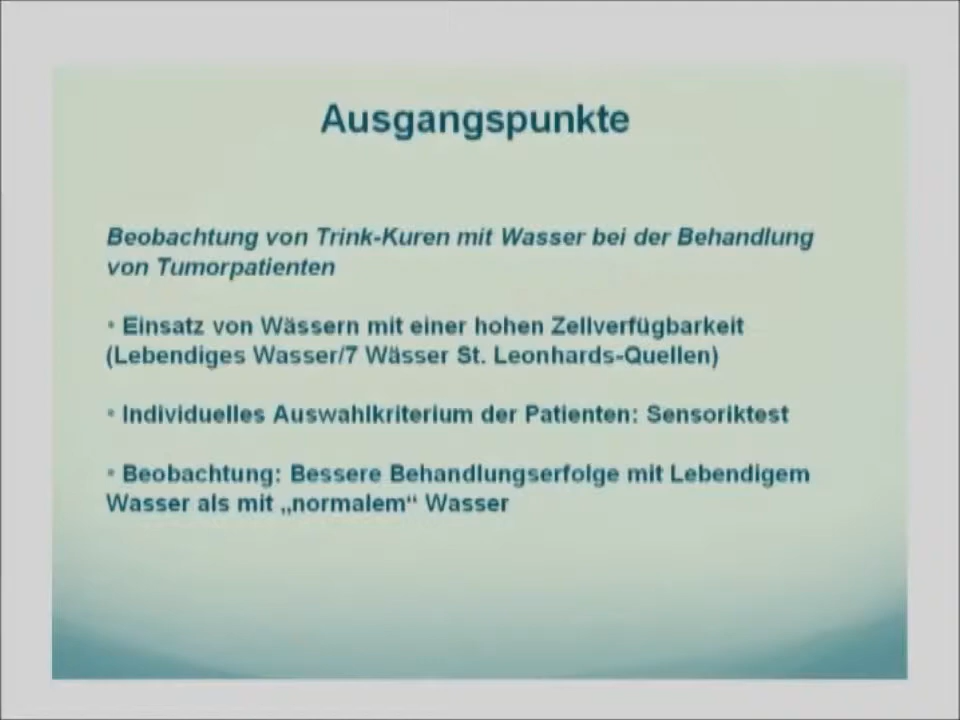 Ausgangspunkte
Beobachtung von Trink-Kuren mit Wasser bei der Behandlung
von Tumorpatienten
• Einsatz von Wässern mit einer hohen Zellverfügbarkeit
(Lebendiges Wasser/7 Wässer St. Leonhards-Quellen)
• Individuelles Auswahlkriterium der Patienten: Sensoriktest
• Beobachtung: Bessere Behandlungserfolge mit Lebendigem
Wasser als mit „normalem“ Wasser